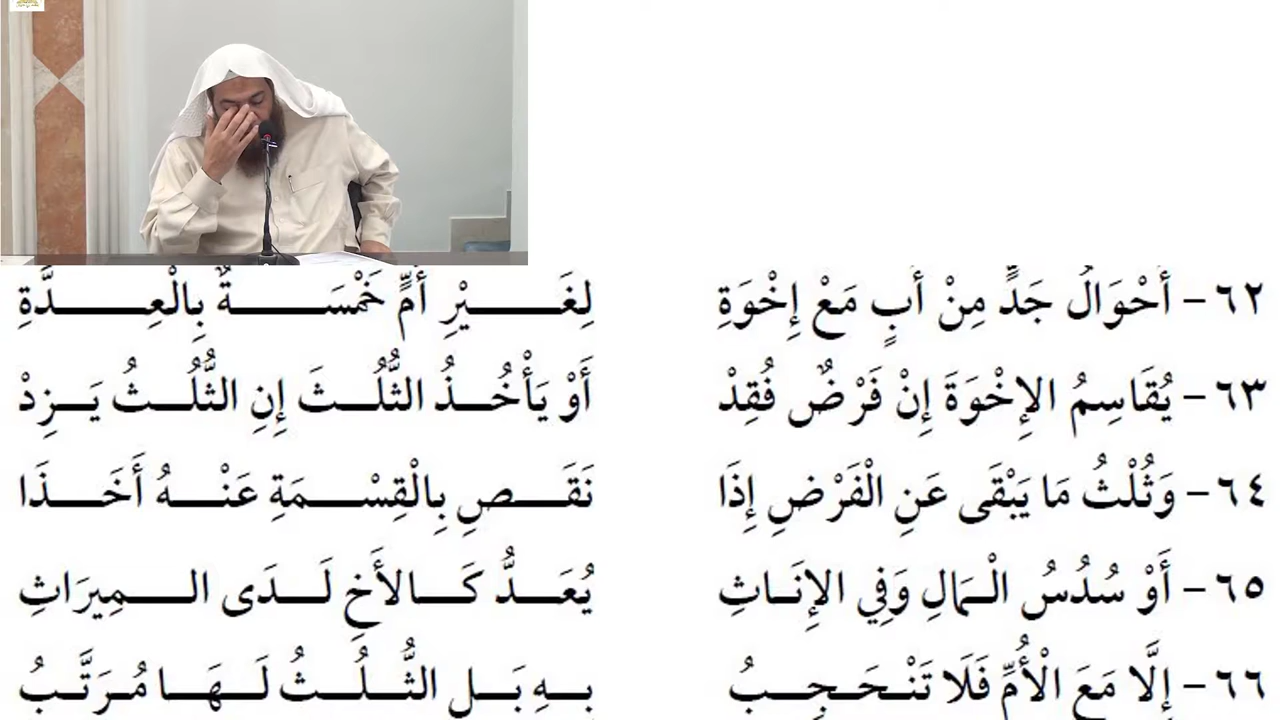 ٦٢ - أَحْوَالُ جَدٍّ مِنْ أَبٍ مَعْ إِخْوَةِ لِغَيْرِ أُمٍّ خَمْسَةٌ بِالْعِدَّةِ
٦٣ - يُقَاسِمُ الإِخْوَةَ إِنْ فَرْضٌ فُقِدْ أَوْ يَأْخُذُ الثُّلُثَ إِنِ الثُّلُثُ يَزِدْ
٦٤ - وَثُلْثُ مَا يَبْقَى عَنِ الْفَرْضِ إِذَا نَقَصِ بِالْقِسْمَةِ عَنْهُ أَخَذَا
٦٥ - أَوْ سُدُسُ الْمَالِ وَفِي الإِنَاثِ يُعَدُّ كَالأَخِ لَدَى الـمِيرَاثِ
٦٦ - إِلَّا مَعَ الْأُمِّ فَلَا تَنْحَجِبُ بِهِ بَلِ الثُّلُثُ لَهَا مُرَتَّبُ